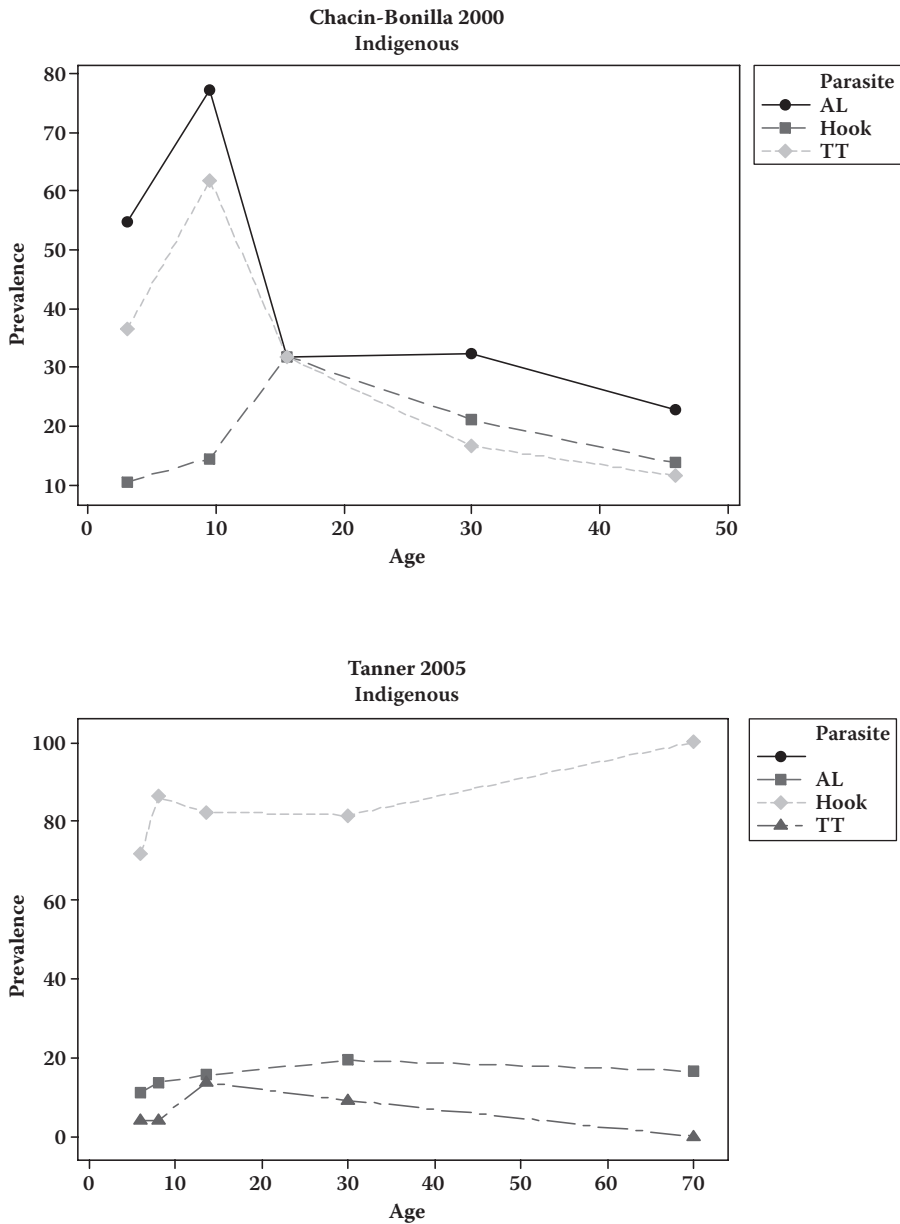 Chacin-Bonilla 2000
Indigenous
80
70
60
50
40
30
20
10
Prevalence
0 10 20 30 40 50
Age
Parasite
AL
Hook
TT
Tanner 2005
Indigenous
100
80
60
40
20
0
Prevalence
0 10 20 30 40 50 60 70
Age
Parasite
AL
Hook
TT